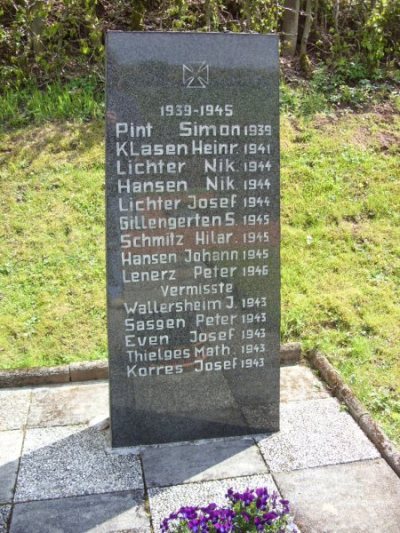 1939-1945
Pint Simon 1939
Klasen Heinr. 1941
Lichter Nik. 1944
Hansen Nik 1944
Lichter Josef 1944
Gillengerten S. 1945
Schmitz Hilar. 1945
Hansen Johann 1945
Lenerz Peter 1946
Vermisste
Wallersheim J. 1943
Sasgen Peter 1943
Even Josef 1943
Thielges Math. 1943
Korres Josef 1943